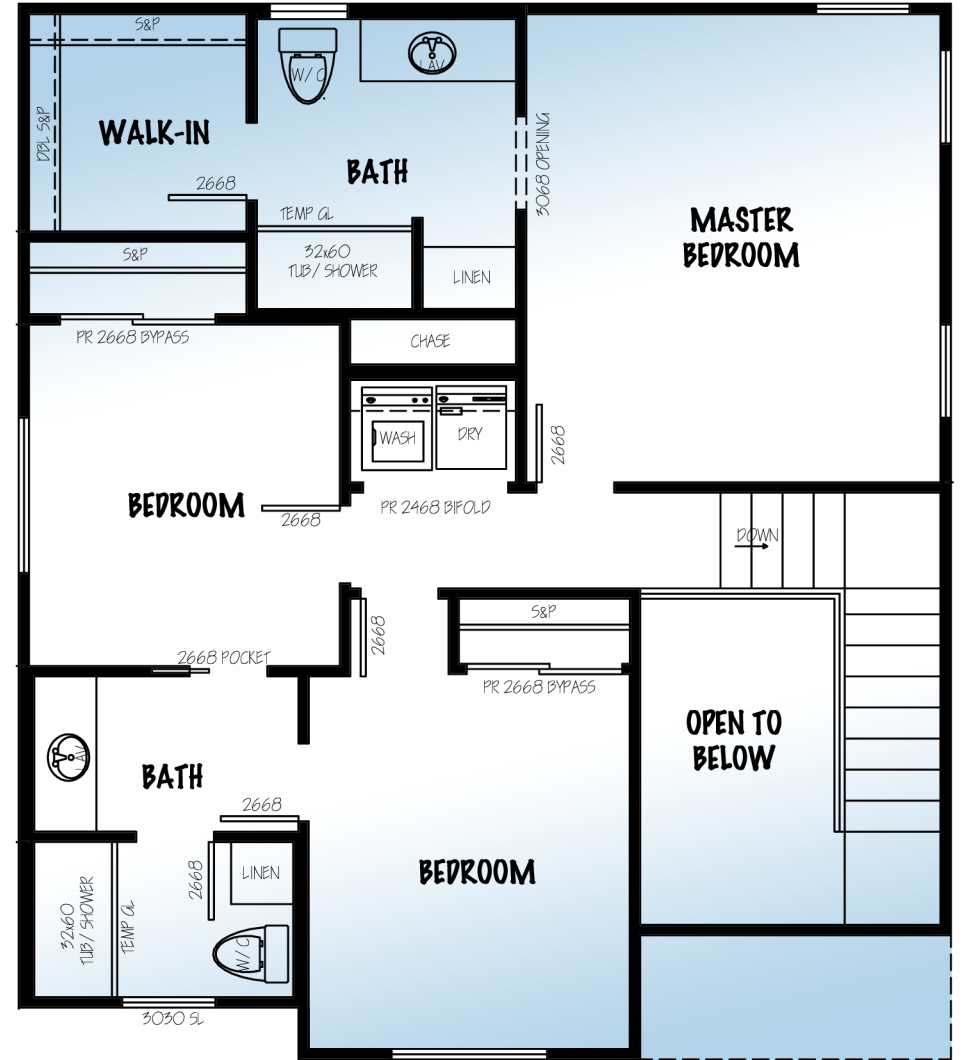 S&P
DBL S&P
WALK-IN
2668
W/C
LAV
BATH
3068 OPENING
TEMP GL
32x60
TUB/SHOWER
LINEN
MASTER
BEDROOM
S&P
PR 2668 BYPASS
CHASE
WASH
DRY
2668
PR 2468 BIFOLD
BEDROOM
2668
DOWN
2668
S&P
PR 2668 BYPASS
2668 POCKET
LAV
BATH
2668
OPEN TO
BELOW
32x60
TUB/SHOWER
TEMP GL
2668
LINEN
W/C
BEDROOM
3030 SL